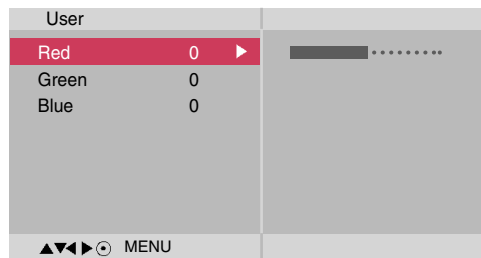 User
Red 0 ▶
Green 0
Blue 0
▲▼◀ ▶ ⊙ MENU